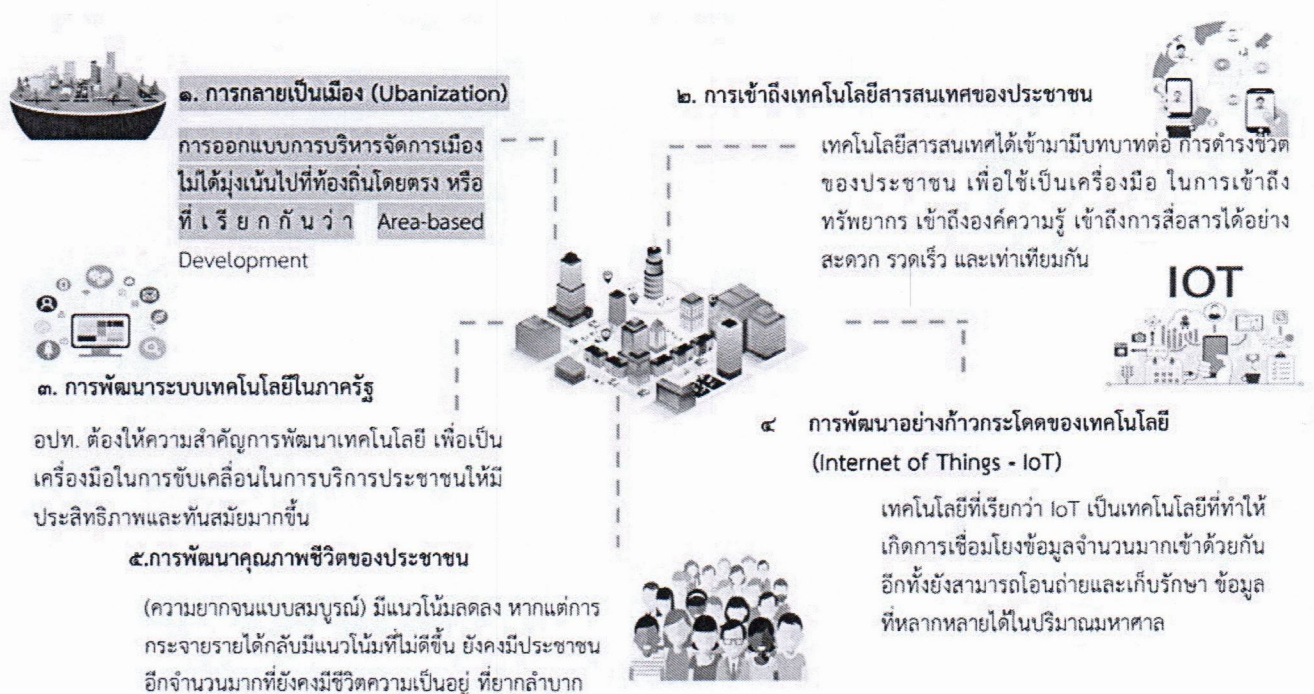 ๑. การกลายเป็นเมือง (Ubanization)
การออกแบบการบริหารจัดการเมือง
ไม่ได้มุ่งเน้นไปที่ท้องถิ่นโดยตรง หรือ
ที่เรียกกันว่า Area-based
Development
๒. การเข้าถึงเทคโนโลยีสารสนเทศของประชาชน
เทคโนโลยีสารสนเทศได้เข้ามามีบทบาทต่อ การดำรงชีวิต
ของประชาชน เพื่อใช้เป็นเครื่องมือ ในการเข้าถึง
ทรัพยากร เข้าถึงองค์ความรู้ เข้าถึงการสื่อสารได้อย่าง
สะดวก รวดเร็ว และเท่าเทียมกัน
IOT
๓. การพัฒนาระบบเทคโนโลยีในภาครัฐ
อปท. ต้องให้ความสำคัญการพัฒนาเทคโนโลยี เพื่อเป็น
เครื่องมือในการขับเคลื่อนในการบริการประชาชนให้มี
ประสิทธิภาพและทันสมัยมากขึ้น
๔ การพัฒนาอย่างก้าวกระโดดของเทคโนโลยี
(Internet of Things - IoT)
เทคโนโลยีที่เรียกว่า IoT เป็นเทคโนโลยีที่ทำให้
เกิดการเชื่อมโยงข้อมูลจำนวนมากเข้าด้วยกัน
อีกทั้งยังสามารถโอนถ่ายและเก็บรักษา ข้อมูล
ที่หลากหลายได้ในปริมาณมหาศาล
๕.การพัฒนาคุณภาพชีวิตของประชาชน
(ความยากจนแบบสมบูรณ์) มีแนวโน้มลดลง หากแต่การ
กระจายรายได้กลับมีแนวโน้มที่ไม่ดีขึ้น ยังคงมีประชาชน
อีกจำนวนมากที่ยังคงมีชีวิตความเป็นอยู่ ที่ยากลำบาก